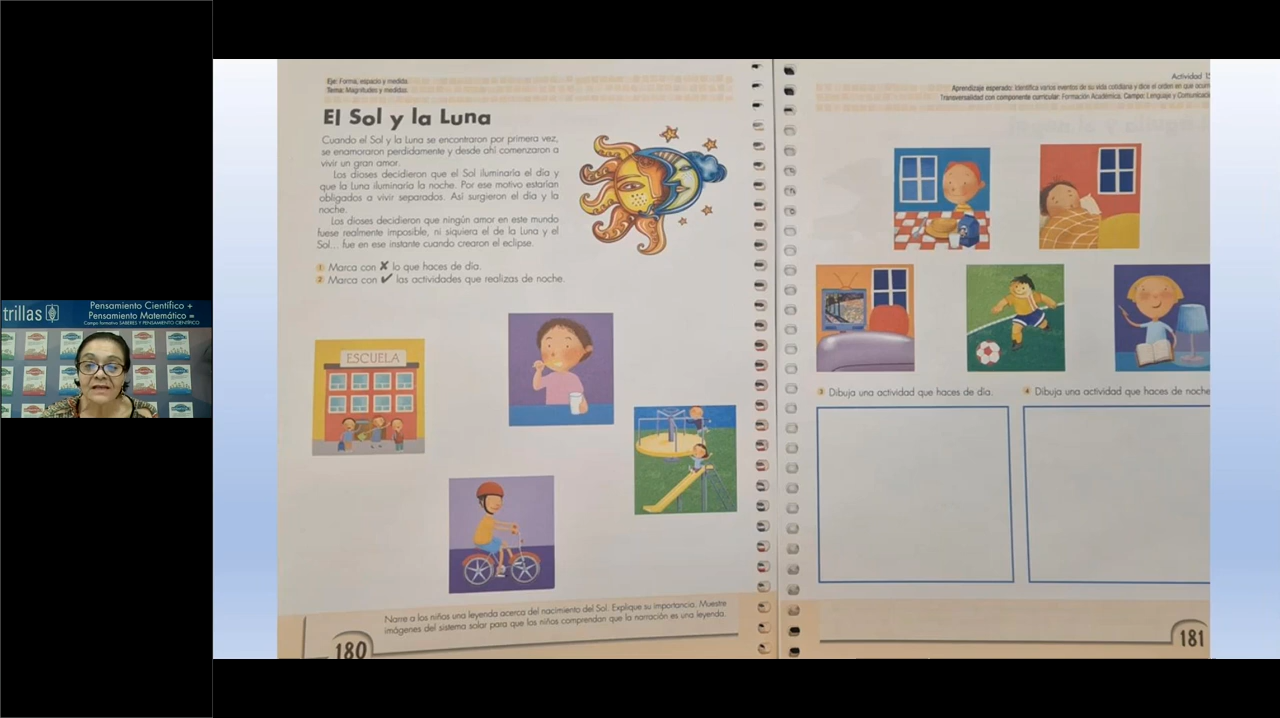 trillas
Pensamiento Científico +
Pensamiento Matemático =
Campo formativo SABERES Y PENSAMIENTO CIENTÍFICO
Eje: Forma, espacio y medida
Tema: Magnitudes y medidas
El Sol y la Luna
Cuando el Sol y la Luna se encontraron por primera vez,
se enamoraron perdidamente y desde ahí comenzaron a
vivir un gran amor.
Los dioses decidieron que el Sol iluminaría el día y
que la Luna iluminaría la noche. Por ese motivo estarían
obligados a vivir separados. Así surgieron el día y la
noche.
Los dioses decidieron que ningún amor en este mundo
fuese realmente imposible, ni siquiera el de la Luna y el
Sol... fue en ese instante cuando crearon el eclipse.
1 Marca con ✘ lo que haces de día.
2 Marca con ✔ las actividades que realizas de noche.
ESCUELA
Narre a los niños una leyenda acerca del nacimiento del Sol. Explique su importancia. Muestre
imágenes del sistema solar para que los niños comprendan que la narración es una leyenda.
180
Actividad
Aprendizaje esperado: Identifica varios eventos de su vida cotidiana y dice el orden en que
Transversalidad con componente curricular: Formación Académica, Campo: Lenguaje y
3 Dibuja una actividad que haces de día.
4 Dibuja una actividad que haces de noche
181